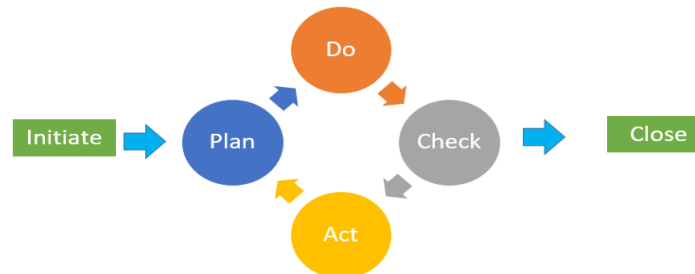 Do
Initiate
Plan
Check
Close
Act